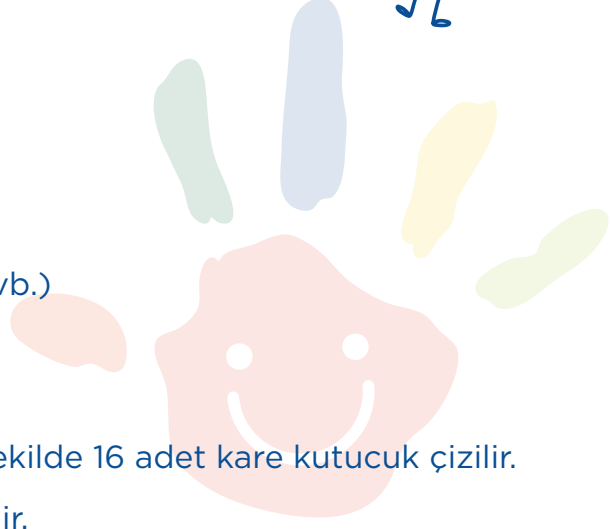 vb.)
ekilde 16 adet kare kutucuk çizilir.
ir.